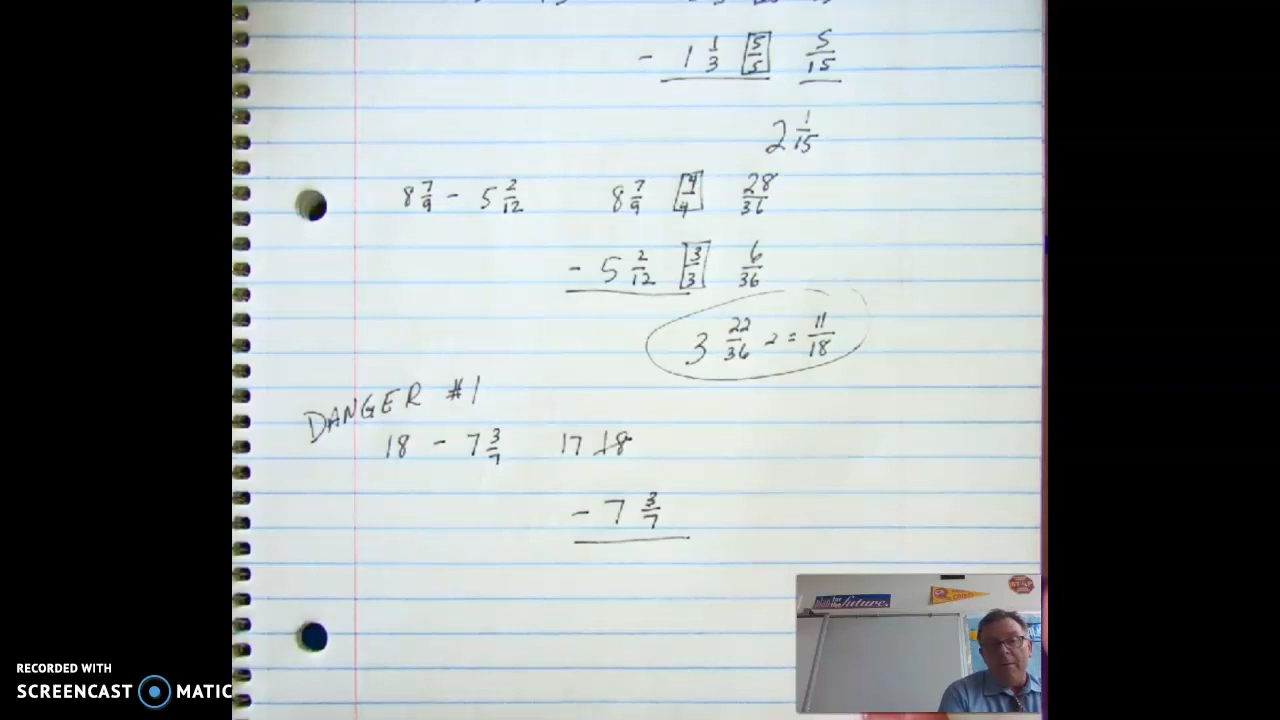 - 1 1/3 [5/5] 5/15
2 1/15
8 7/9 - 5 2/12 8 7/9 [4/4] 28/36
- 5 2/12 [3/3] 6/36
3 22/36 ÷ 2 = 11/18
DANGER #1
18 - 7 3/7 17 18
- 7 3/7
RECORDED WITH
SCREENCAST MATIC
future